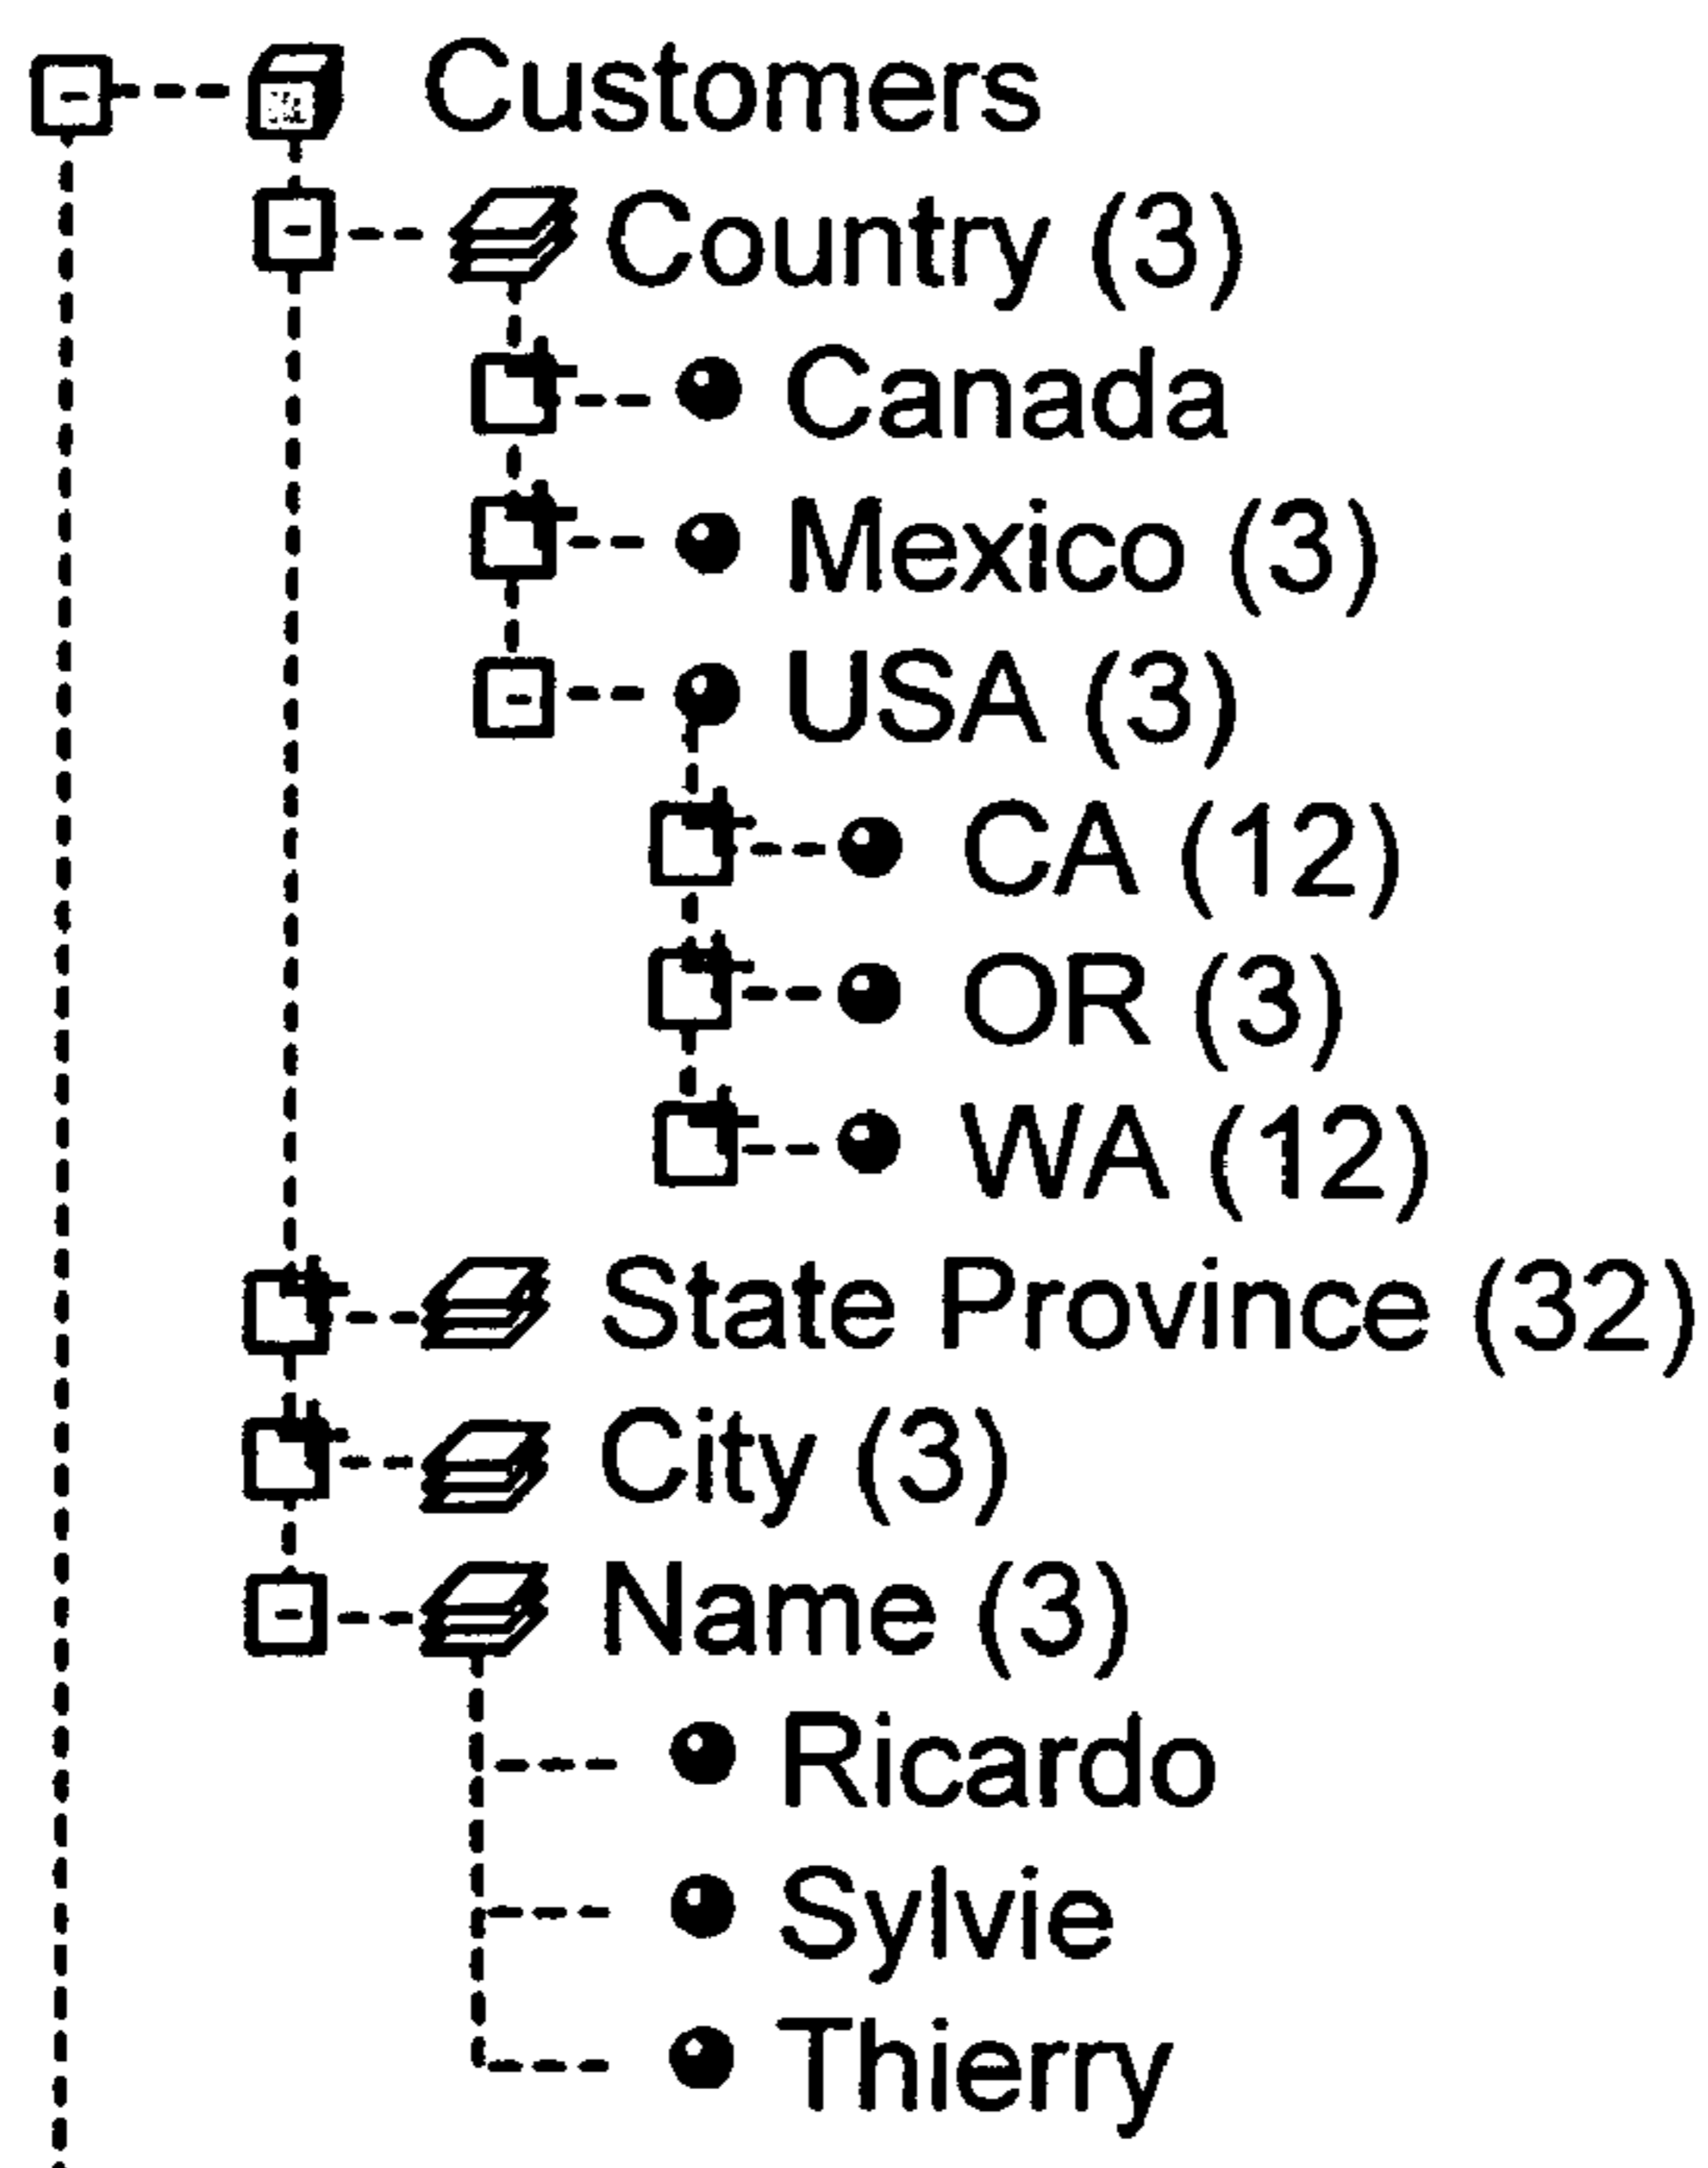 Customers
Country (3)
Canada
Mexico (3)
USA (3)
CA (12)
OR (3)
WA (12)
State Province (32)
City (3)
Name (3)
Ricardo
Sylvie
Thierry